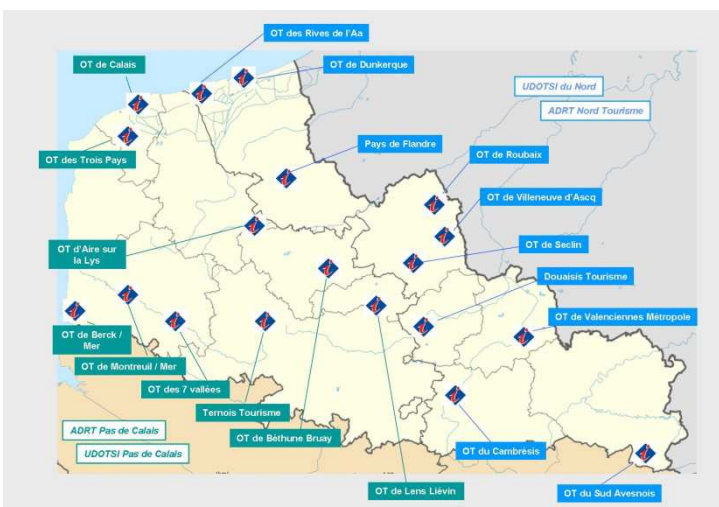 OT des Rives de l'Aa
OT de Calais
OT de Dunkerque
UDOTSI du Nord
ADRT Nord Tourisme
Pays de Flandre
OT de Roubaix
OT des Trois Pays
OT de Villeneuve d'Ascq
OT d'Aire sur
la Lys
OT de Seclin
Douaisis Tourisme
OT de Valenciennes Métropole
OT de Berck /
Mer
OT de Montreuil / Mer
OT des 7 vallées
Ternois Tourisme
ADRT Pas de Calais
OT de Béthune Bruay
UDOTSI Pas de Calais
OT du Cambrésis
OT de Lens Liévin
OT du Sud Avesnois